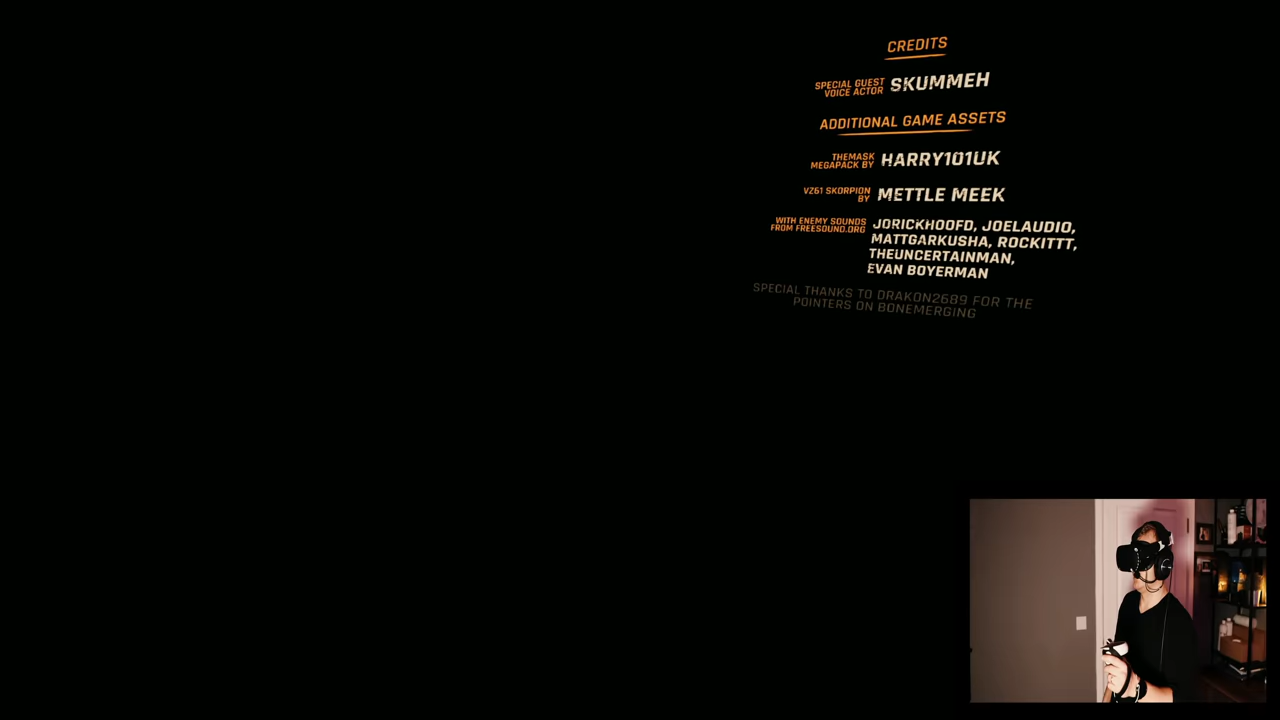 CREDITS
SPECIAL GUEST
VOICE ACTOR
SKUMMEH
ADDITIONAL GAME ASSETS
THEMASK
MEGAPACK BY
HARRY101UK
VZ61 SKORPION
BY
METTLE MEEK
WITH ENEMY SOUNDS
FROM FREESOUND.ORG
JORICKHOOFD, JOELAUDIO,
MATTGARKUSHA, ROCKITTT,
THEUNCERTAINMAN,
EVAN BOYERMAN
SPECIAL THANKS TO DRAKON2689 FOR THE
POINTERS ON BONEMERGING